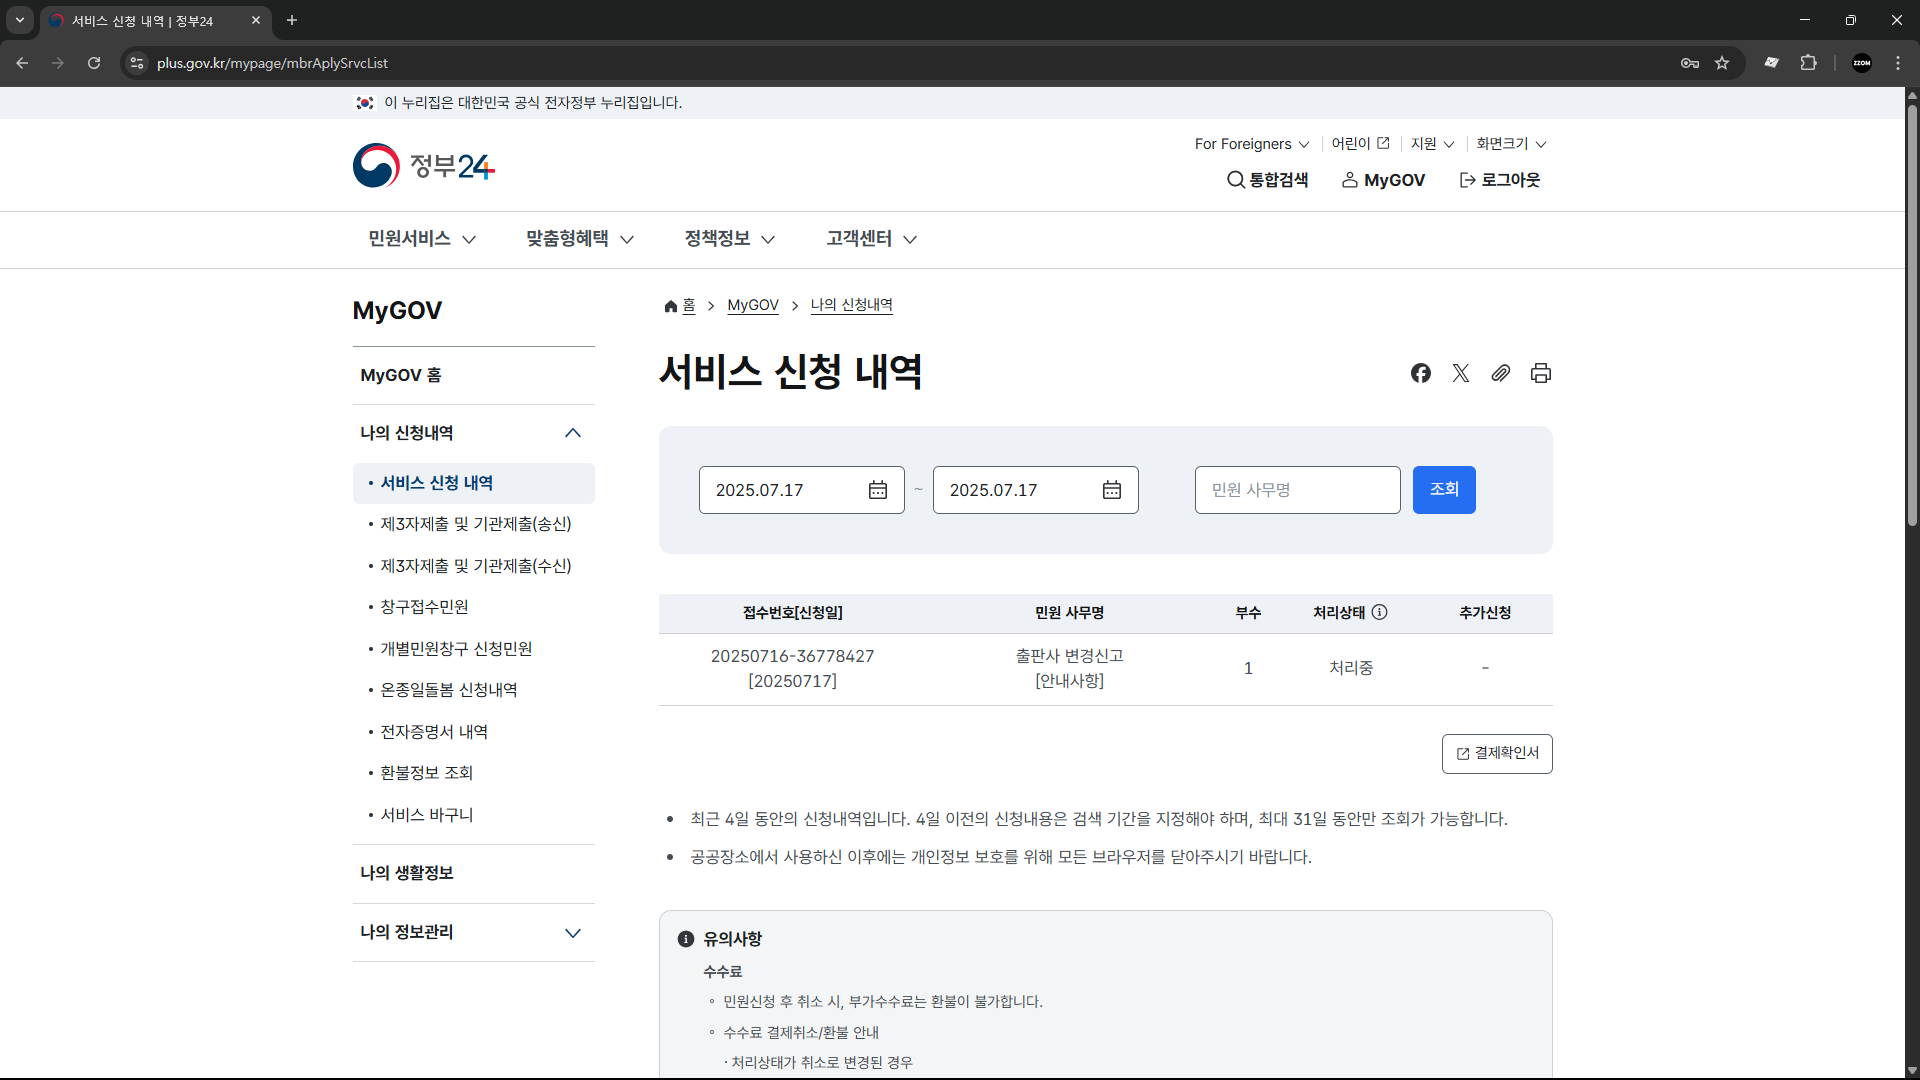 서비스 신청 내역 | 정부24
plus.gov.kr/mypage/mbrAplySrvcList
ZZOM
이 누리집은 대한민국 공식 전자정부 누리집입니다.
정부24
For Foreigners
어린이
지원
화면크기
통합검색
MyGOV
로그아웃
민원서비스
맞춤형혜택
정책정보
고객센터
MyGOV
MyGOV 홈
나의 신청내역
• 서비스 신청 내역
• 제3자제출 및 기관제출(송신)
• 제3자제출 및 기관제출(수신)
• 창구접수민원
• 개별민원창구 신청민원
• 온종일돌봄 신청내역
• 전자증명서 내역
• 환불정보 조회
• 서비스 바구니
나의 생활정보
나의 정보관리
홈 > MyGOV > 나의 신청내역
서비스 신청 내역
2025.07.17 ~ 2025.07.17 민원 사무명 조회
접수번호[신청일] 민원 사무명 부수 처리상태 추가신청
20250716-36778427 출판사 변경신고 1 처리중 -
[20250717] [안내사항]
결제확인서
• 최근 4일 동안의 신청내역입니다. 4일 이전의 신청내용은 검색 기간을 지정해야 하며, 최대 31일 동안만 조회가 가능합니다.
• 공공장소에서 사용하신 이후에는 개인정보 보호를 위해 모든 브라우저를 닫아주시기 바랍니다.
유의사항
수수료
◦ 민원신청 후 취소 시, 부가수수료는 환불이 불가합니다.
◦ 수수료 결제취소/환불 안내
· 처리상태가 취소로 변경된 경우